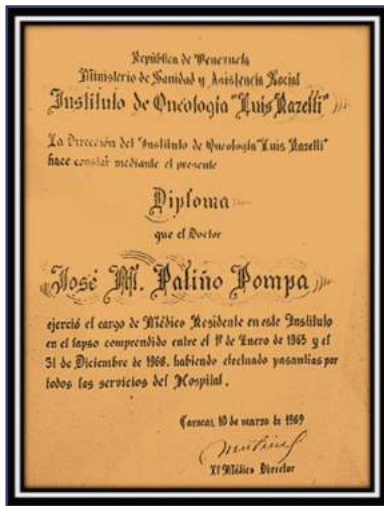 República de Venezuela
Ministerio de Sanidad y Asistencia Social
Instituto de Oncología "Luis Razetti"
La Dirección del "Instituto de Oncología "Luis Razetti"
hace constar mediante el presente
Diploma
que el Doctor
José M. Patiño Pompa
ejerció el cargo de Médico Residente en este Instituto
en el lapso comprendido entre el 1º de Enero de 1965 y el
31 de Diciembre de 1968, habiendo efectuado pasantías por
todos los servicios del Hospital.
Caracas, 10 de marzo de 1969
El Médico Director